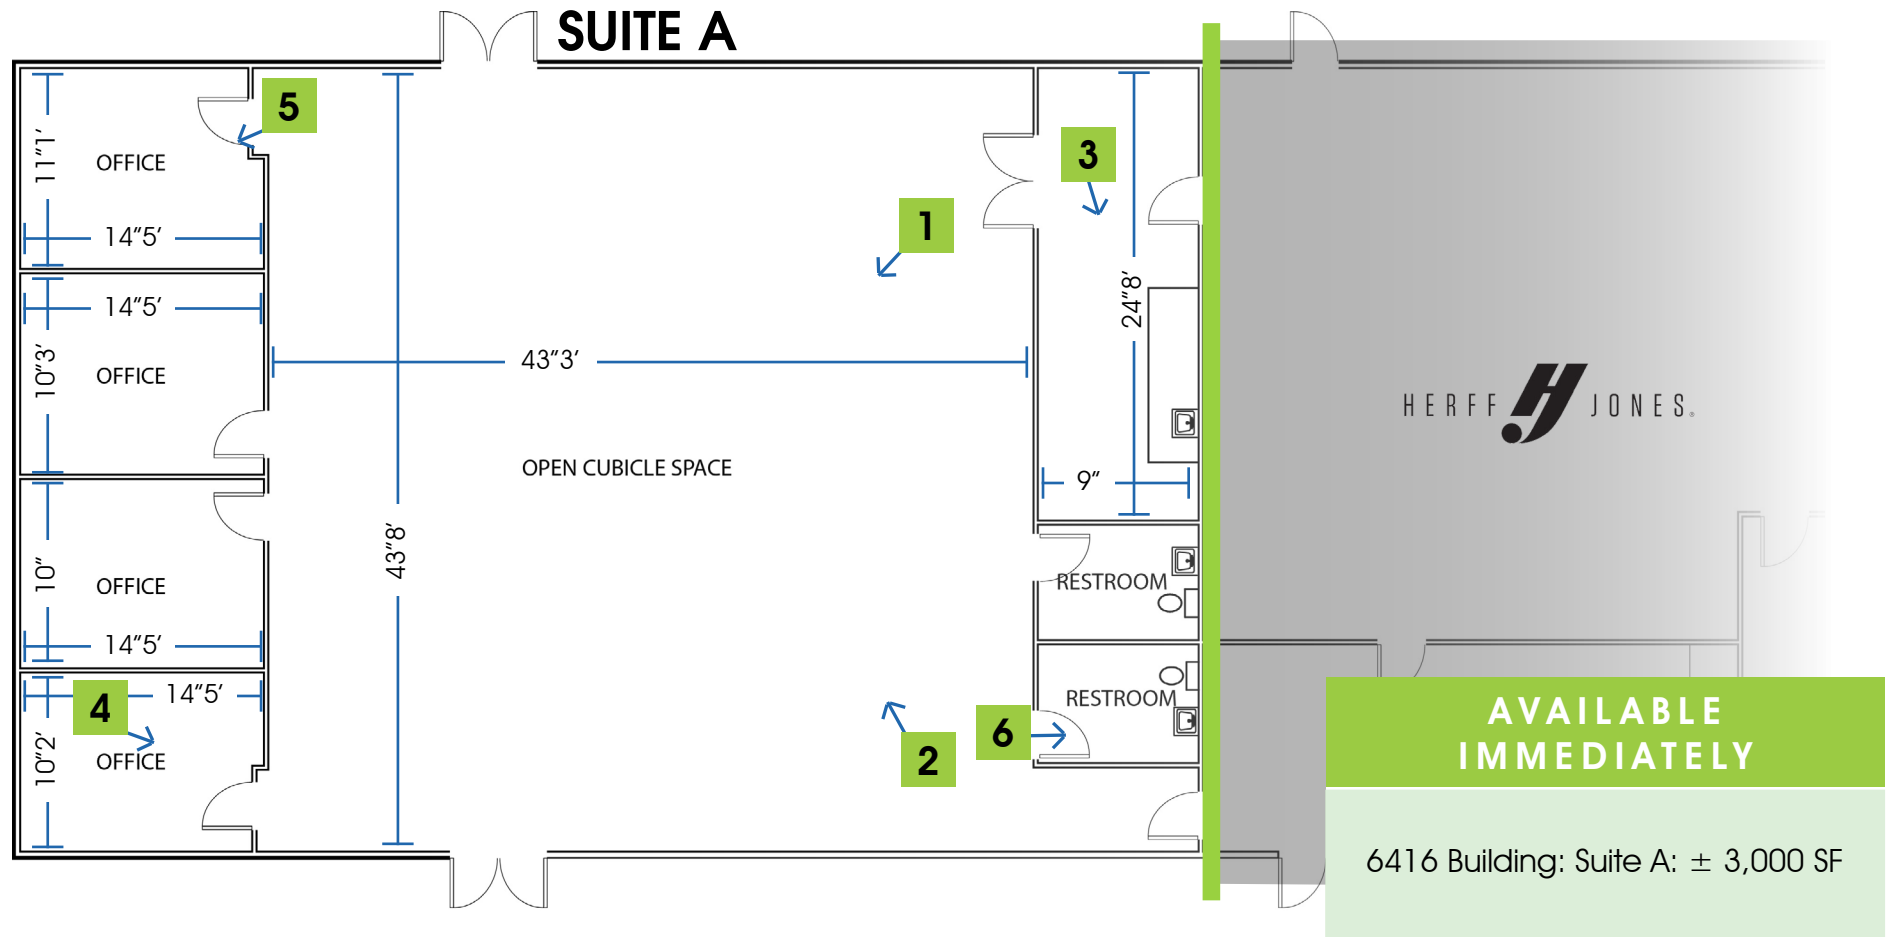 SUITE A
5
11”1’
OFFICE
14”5’
3
1
14”5’
10”3’
OFFICE
24”8’
43”3’
HERFF JONES®
OPEN CUBICLE SPACE
9”
43”8’
10”
OFFICE
RESTROOM
14”5’
4
14”5’
RESTROOM
10”2’
OFFICE
6
2
AVAILABLE
IMMEDIATELY
6416 Building: Suite A: ± 3,000 SF